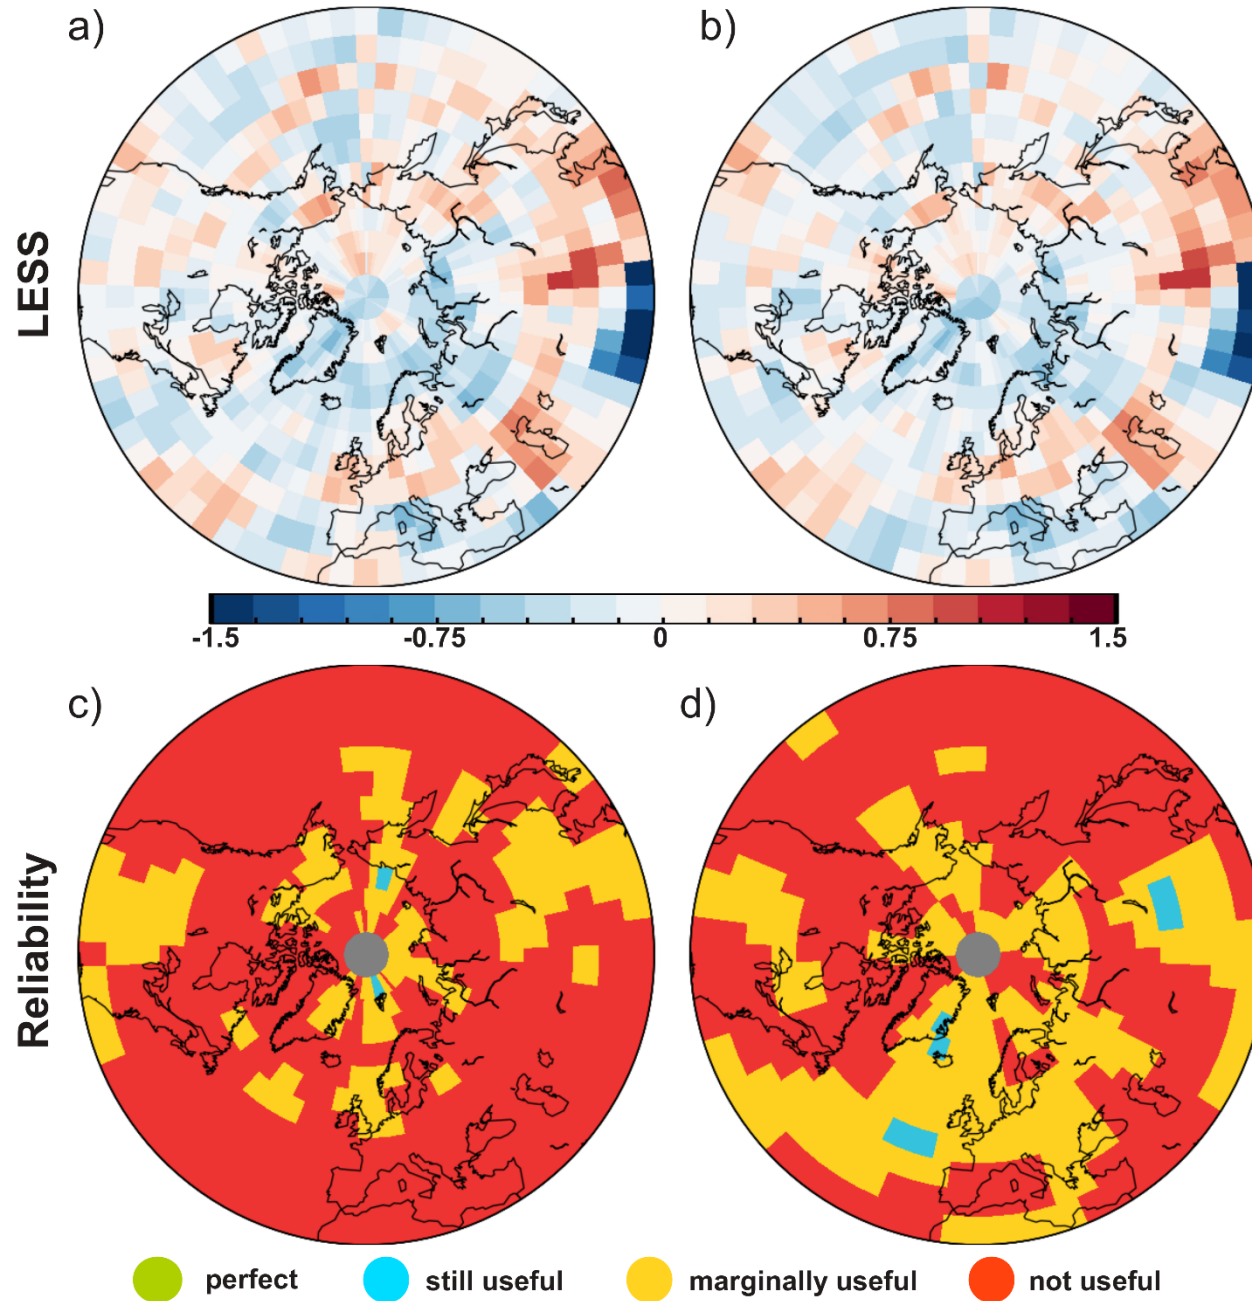 a)
b)
LESS
-1.5 -0.75 0 0.75 1.5
c)
d)
Reliability
perfect still useful marginally useful not useful